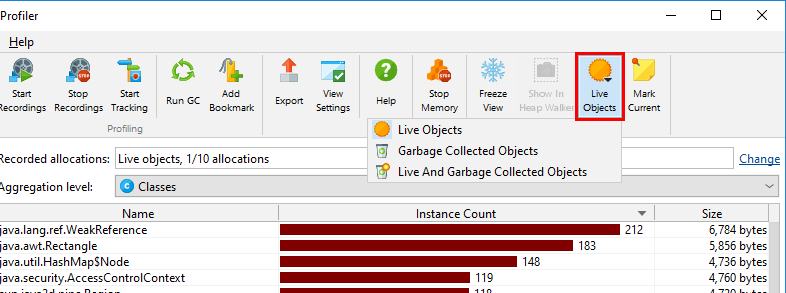 Profiler
Help
Start Recordings
Stop Recordings
Start Tracking
Run GC
Add Bookmark
Export
View Settings
Help
Stop Memory
Freeze View
Show In Heap Walker
Live Objects
Mark Current
Profiling
Live Objects
Garbage Collected Objects
Live And Garbage Collected Objects
Recorded allocations: Live objects, 1/10 allocations Change
Aggregation level: Classes
Name Instance Count Size
java.lang.ref.WeakReference 212 6,784 bytes
java.awt.Rectangle 183 5,856 bytes
java.util.HashMap$Node 148 4,736 bytes
java.security.AccessControlContext 119 4,760 bytes